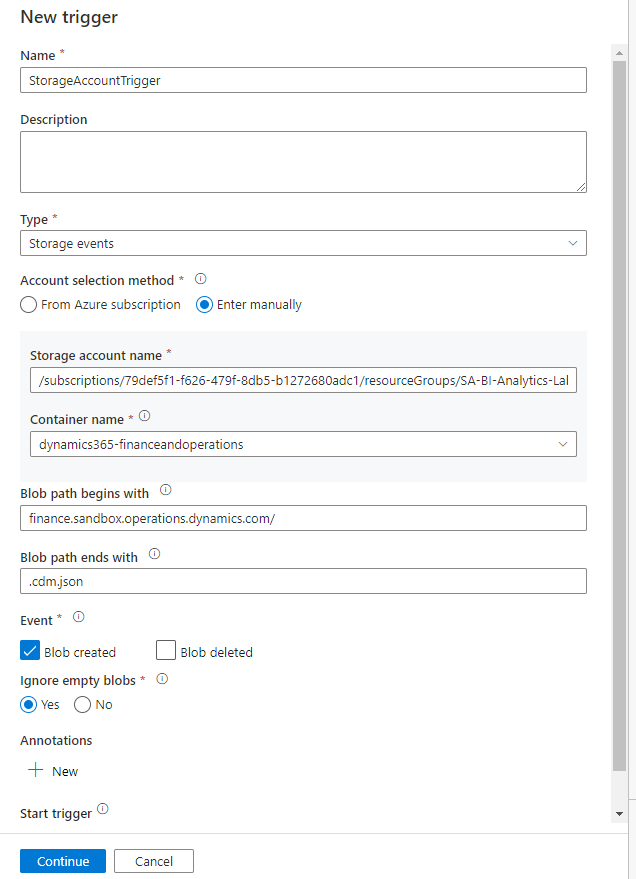 New trigger
Name *
StorageAccountTrigger
Description
Type *
Storage events
Account selection method *
From Azure subscription
Enter manually
Storage account name *
/subscriptions/79def5f1-f626-479f-8db5-b1272680adc1/resourceGroups/SA-BI-Analytics-Lal
Container name *
dynamics365-financeandoperations
Blob path begins with
finance.sandbox.operations.dynamics.com/
Blob path ends with
.cdm.json
Event *
Blob created
Blob deleted
Ignore empty blobs *
Yes
No
Annotations
+ New
Start trigger
Continue
Cancel